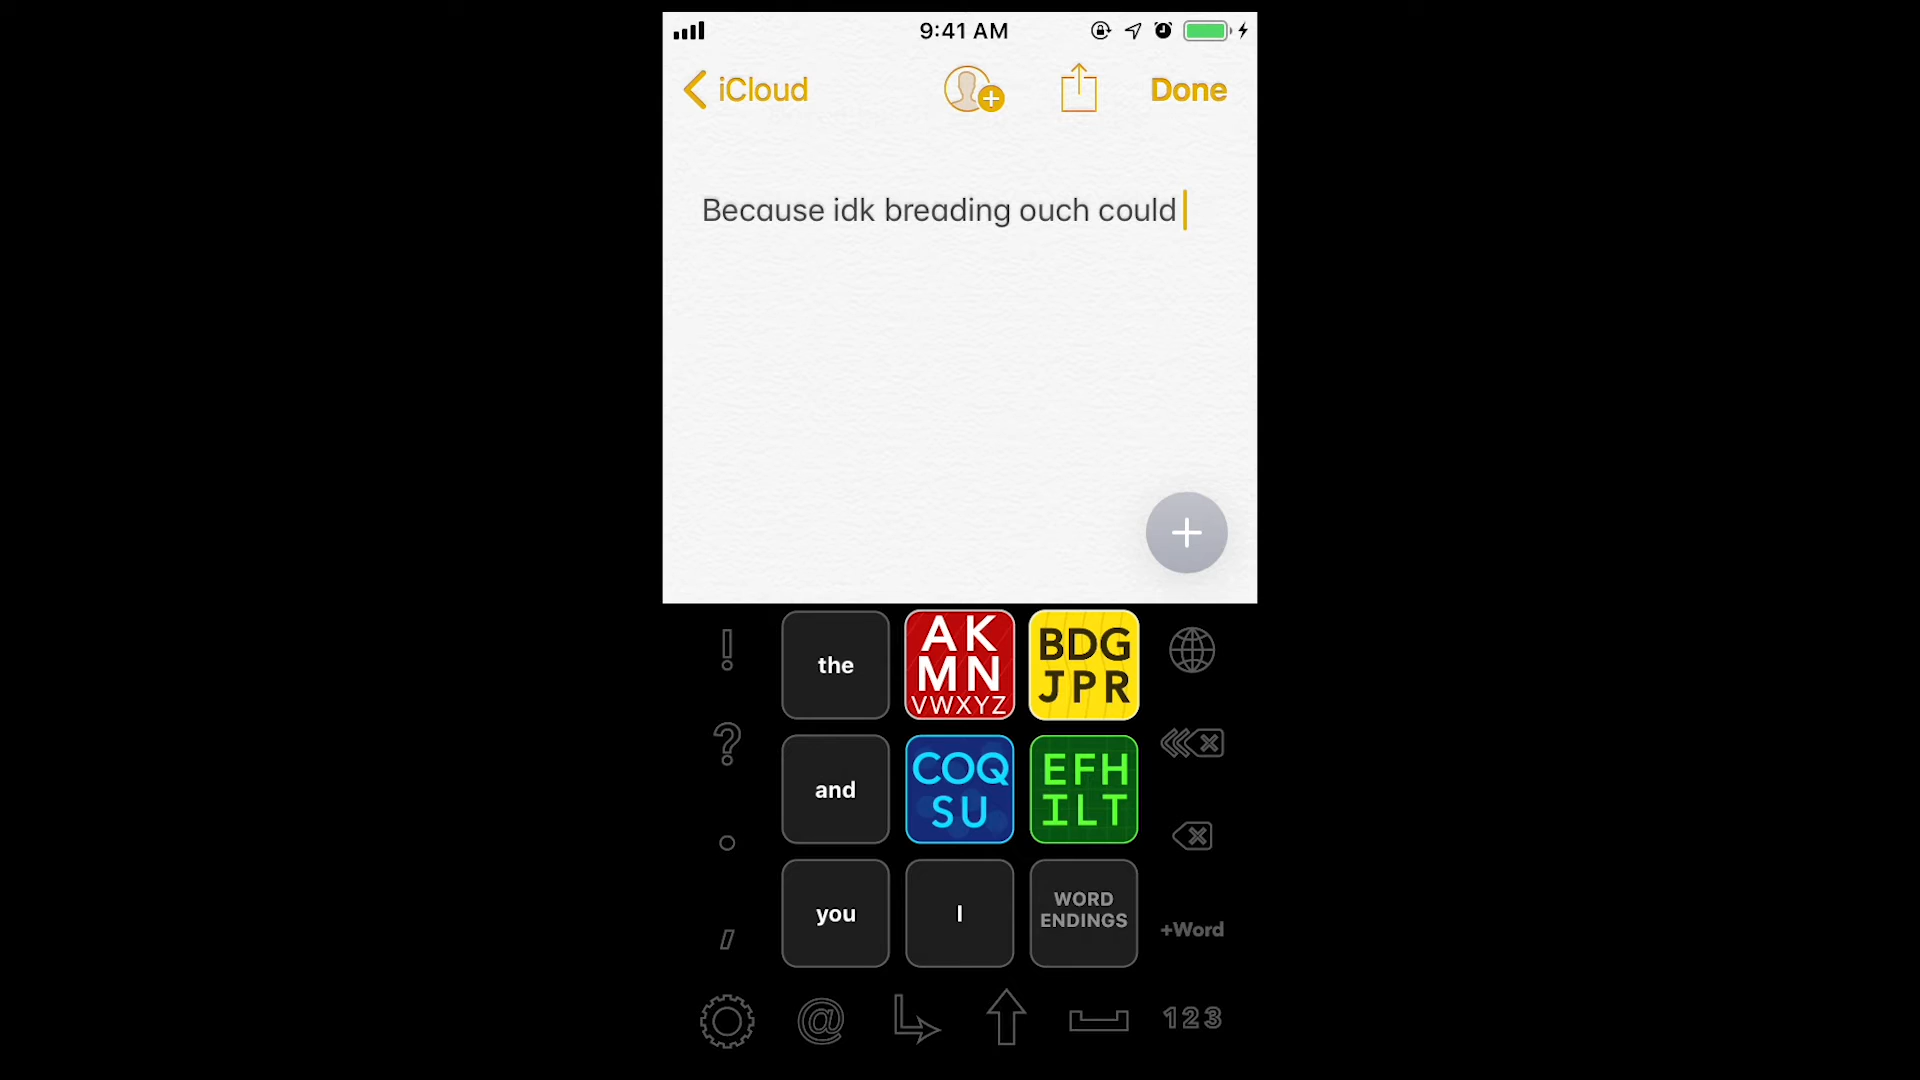 9:41 AM
iCloud
Done
Because idk breading ouch could
!
the
AK
MN
VWXYZ
BDG
JPR
?
and
COQ
SU
EFH
ILT
.
,
you
I
WORD
ENDINGS
+Word
@
123